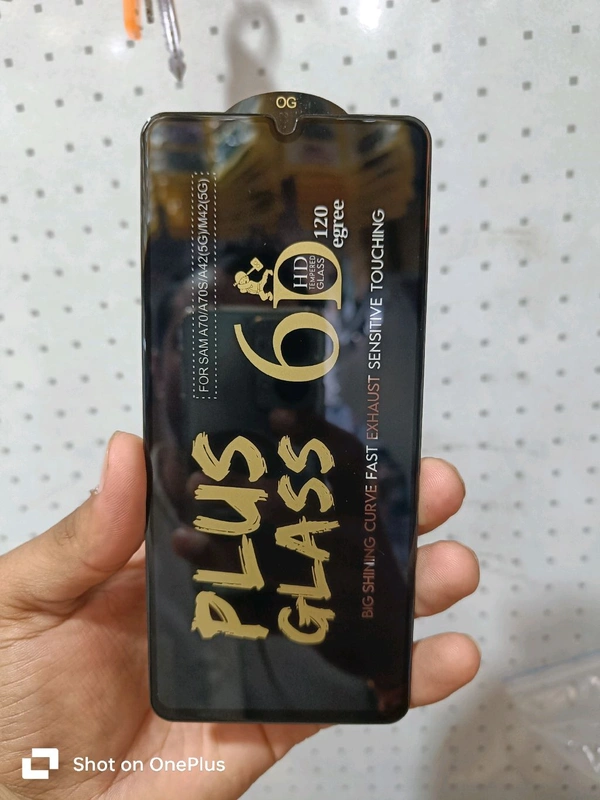 OG
FOR SAM A70/A70S/A42(5G)/M42(5G)
PLUS
GLASS
6D
HD
TEMPERED
GLASS
120
egree
BIG SHINING CURVE FAST EXHAUST SENSITIVE TOUCHING
Shot on OnePlus